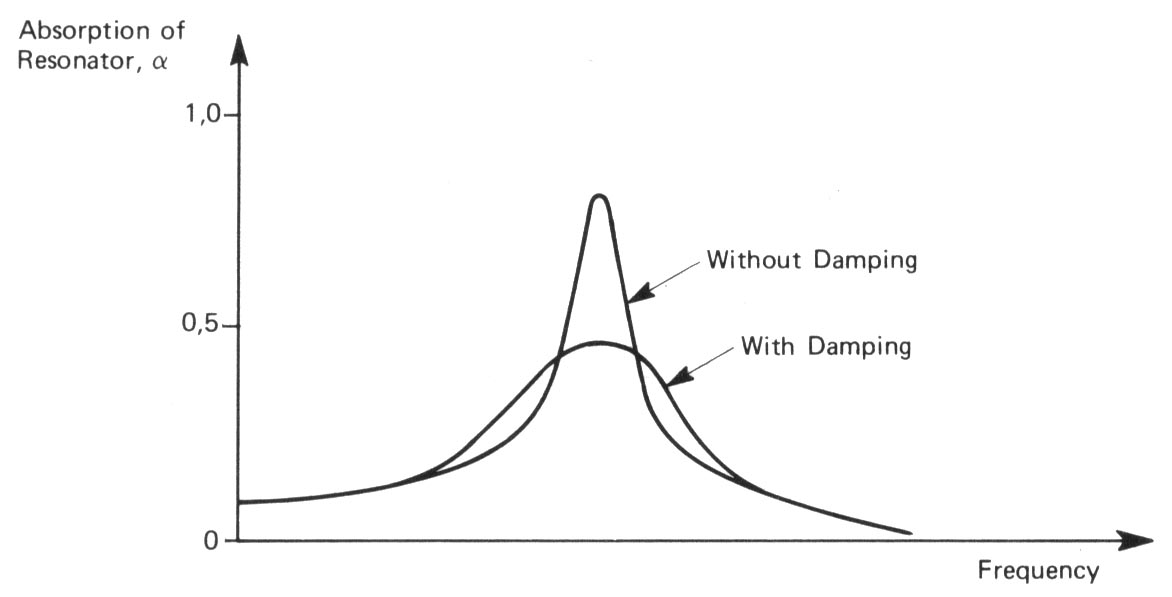 Absorption of
Resonator, α
1,0
Without Damping
0,5
With Damping
0
Frequency